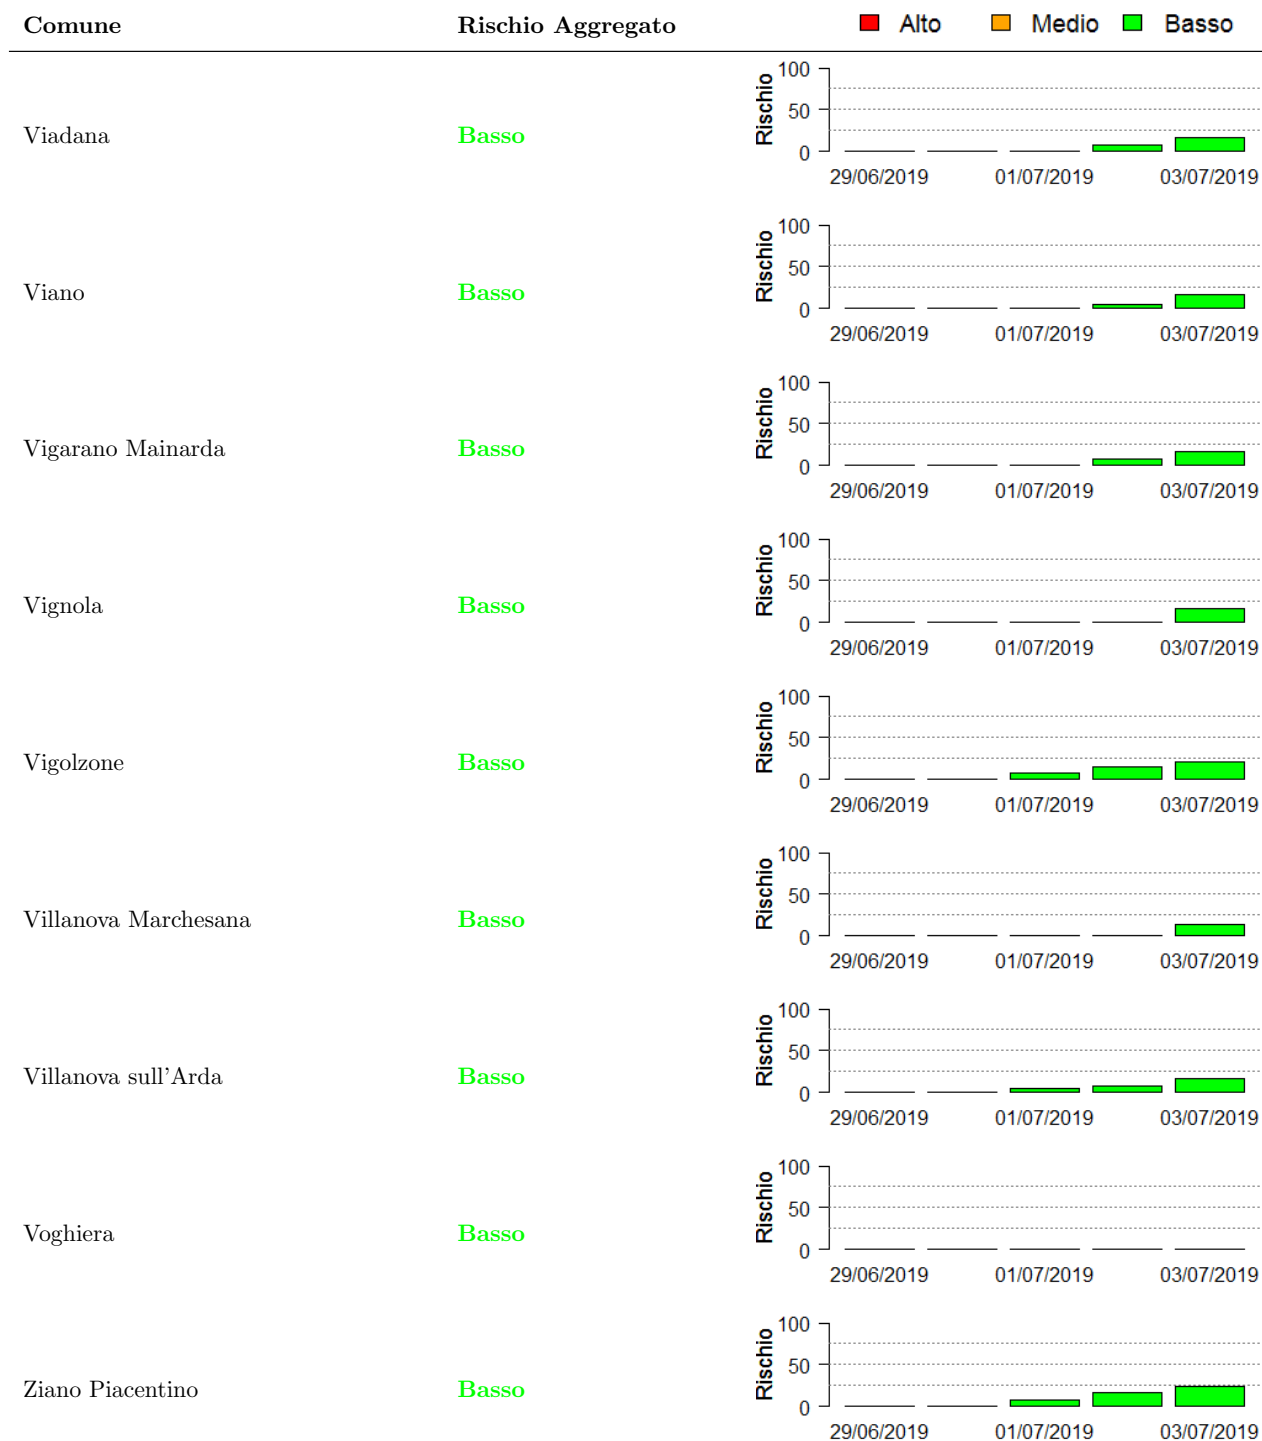 Comune Rischio Aggregato Alto Medio Basso
Viadana Basso Rischio 100 50 0
29/06/2019 01/07/2019 03/07/2019
Viano Basso Rischio 100 50 0
29/06/2019 01/07/2019 03/07/2019
Vigarano Mainarda Basso Rischio 100 50 0
29/06/2019 01/07/2019 03/07/2019
Vignola Basso Rischio 100 50 0
29/06/2019 01/07/2019 03/07/2019
Vigolzone Basso Rischio 100 50 0
29/06/2019 01/07/2019 03/07/2019
Villanova Marchesana Basso Rischio 100 50 0
29/06/2019 01/07/2019 03/07/2019
Villanova sull'Arda Basso Rischio 100 50 0
29/06/2019 01/07/2019 03/07/2019
Voghiera Basso Rischio 100 50 0
29/06/2019 01/07/2019 03/07/2019
Ziano Piacentino Basso Rischio 100 50 0
29/06/2019 01/07/2019 03/07/2019